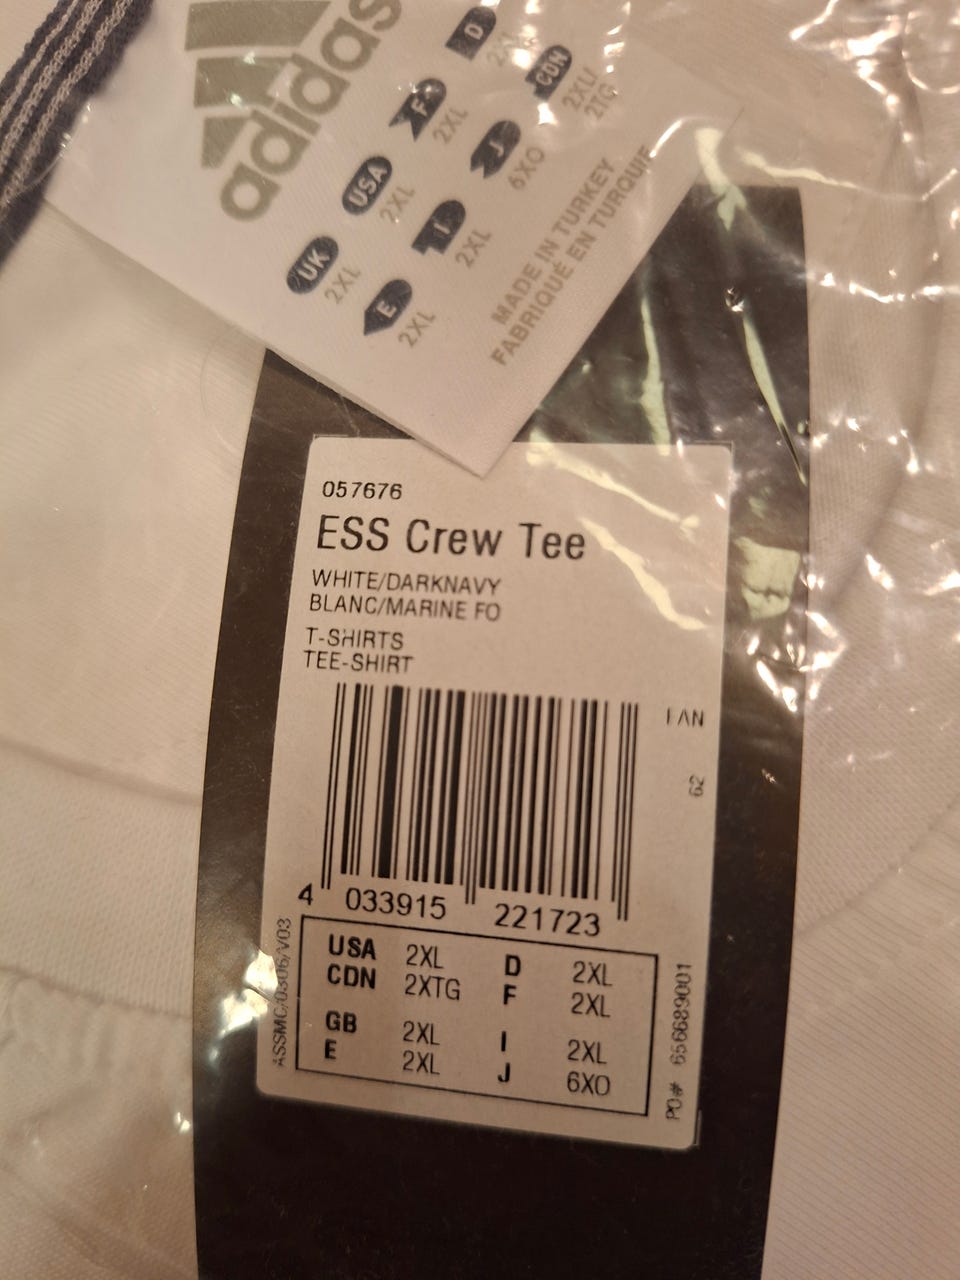 adidas
D
2XL
CDN
2XL/
2TG
F
2XL
J
6XO
USA
2XL
I
2XL
UK
2XL
E
2XL
MADE IN TURKEY
FABRIQUÉ EN TURQUIE
057676
ESS Crew Tee
WHITE/DARKNAVY
BLANC/MARINE FO
T-SHIRTS
TEE-SHIRT
EAN
62
4 033915 221723
USA 2XL D 2XL
CDN 2XTG F 2XL
GB 2XL I 2XL
E 2XL J 6XO
ASSMC/0306/V03
PO# 656689001